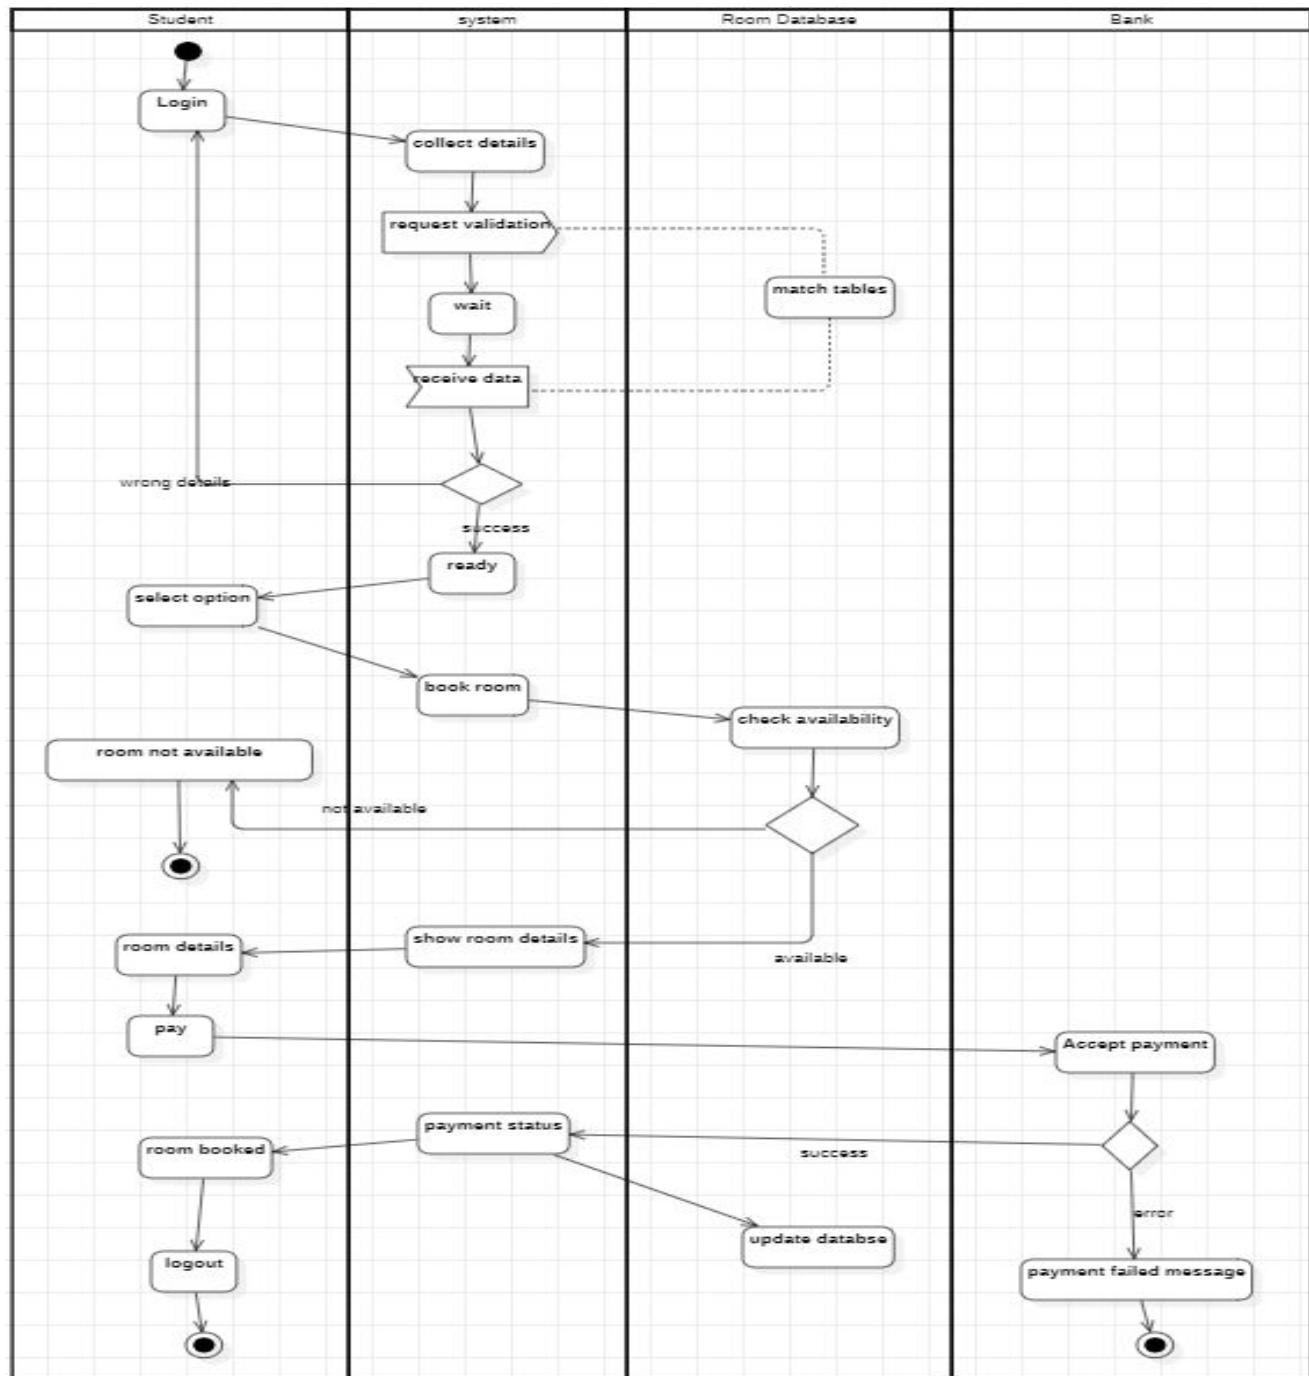 Student
system
Room Database
Bank
Login
collect details
request validation
match tables
wait
receive data
wrong details
success
ready
select option
book room
check availability
room not available
not available
show room details
room details
available
pay
Accept payment
payment status
room booked
success
error
update databse
logout
payment failed message